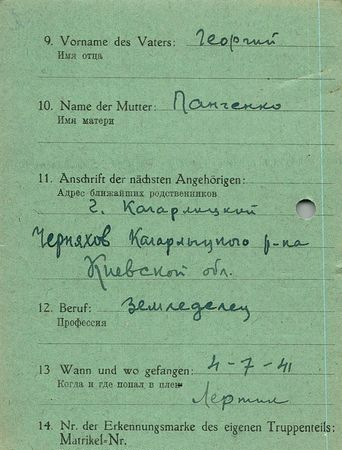 9. Vorname des Vaters: Георгий
Имя отца
10. Name der Mutter: Панченко
Имя матери
11. Anschrift der nächsten Angehörigen:
Адрес ближайших родственников
г. Кагарлицкой
Черняхов Кагарлыцкого р-на
Киевской обл.
12. Beruf: Земледелец
Профессия
13 Wann und wo gefangen: 4-7-41
Когда и где попал в плен
14. Nr. der Erkennungsmarke des eigenen Truppenteils:
Matrikel-Nr.